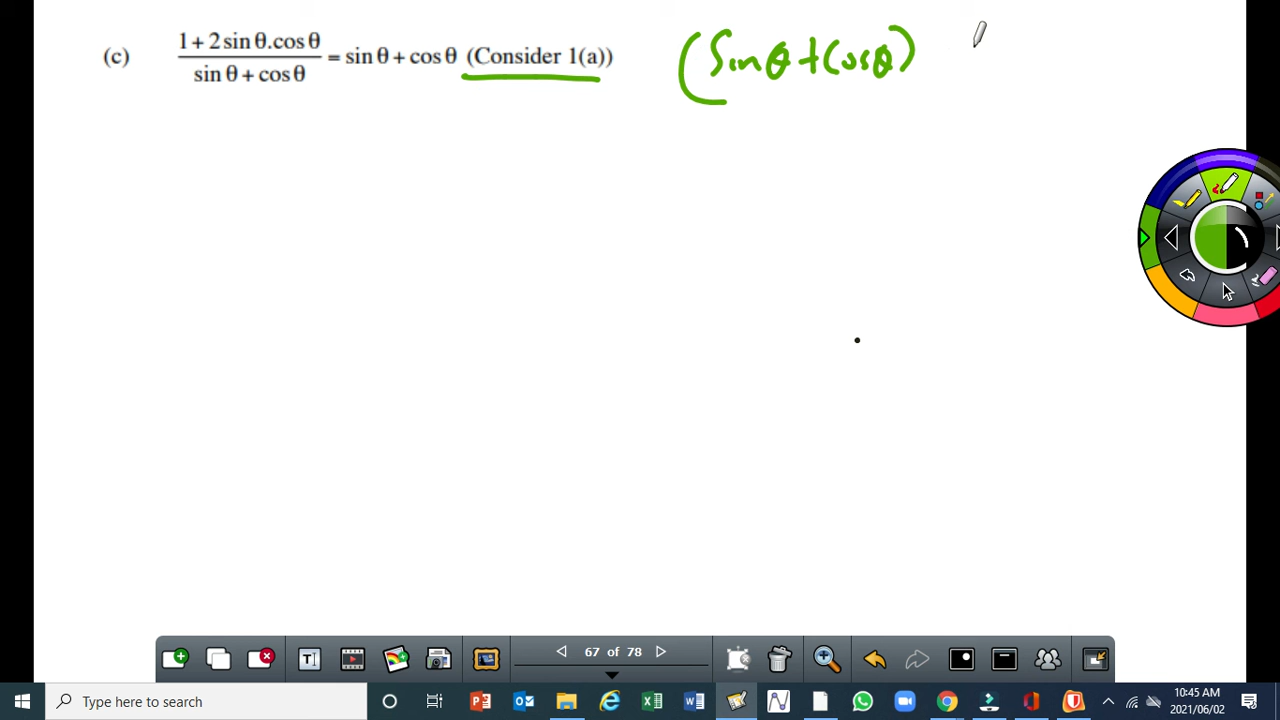 (c) 1 + 2 sin θ.cos θ / sin θ + cos θ = sin θ + cos θ (Consider 1(a))
(Sinθ + Cosθ)
67 of 78
Type here to search
10:45 AM
2021/06/02